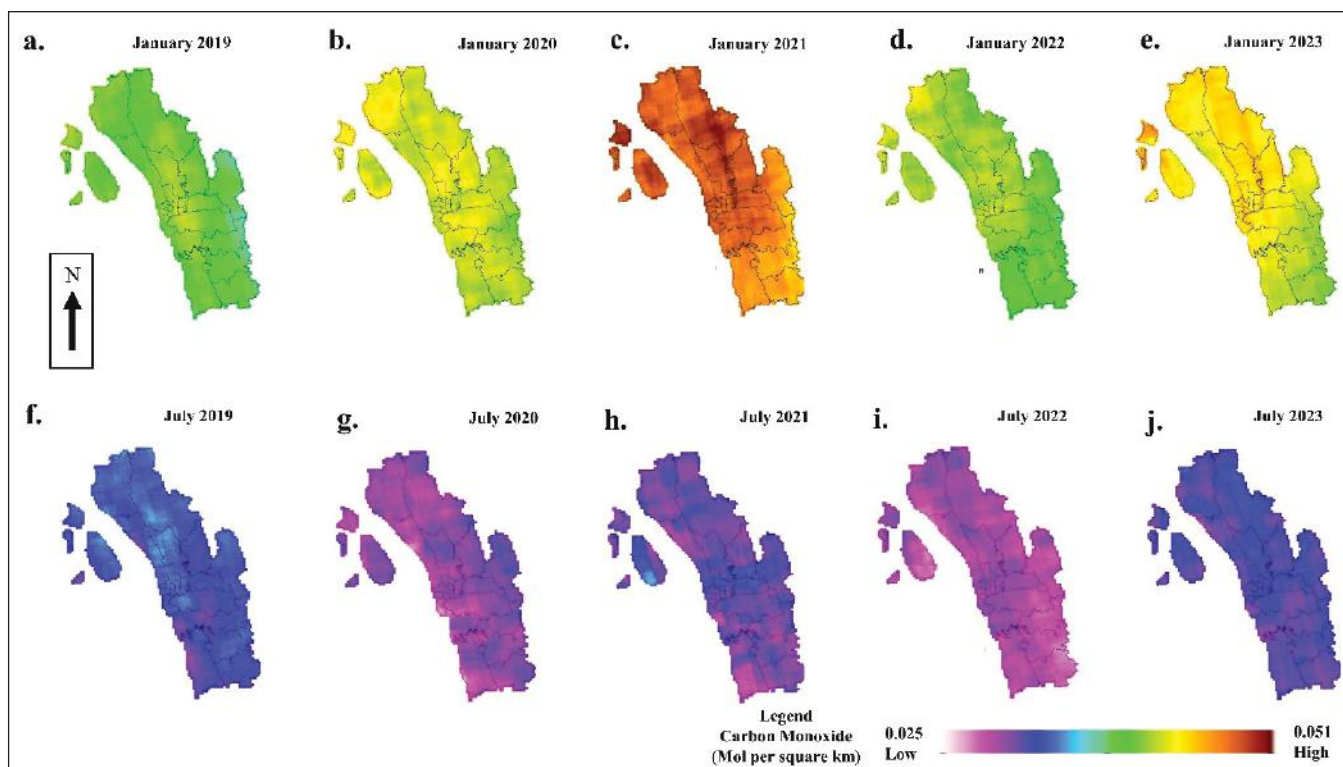 a. January 2019
b. January 2020
c. January 2021
d. January 2022
e. January 2023
N
f. July 2019
g. July 2020
h. July 2021
i. July 2022
j. July 2023
Legend
Carbon Monoxide
(Mol per square km)
0.025
Low
0.051
High